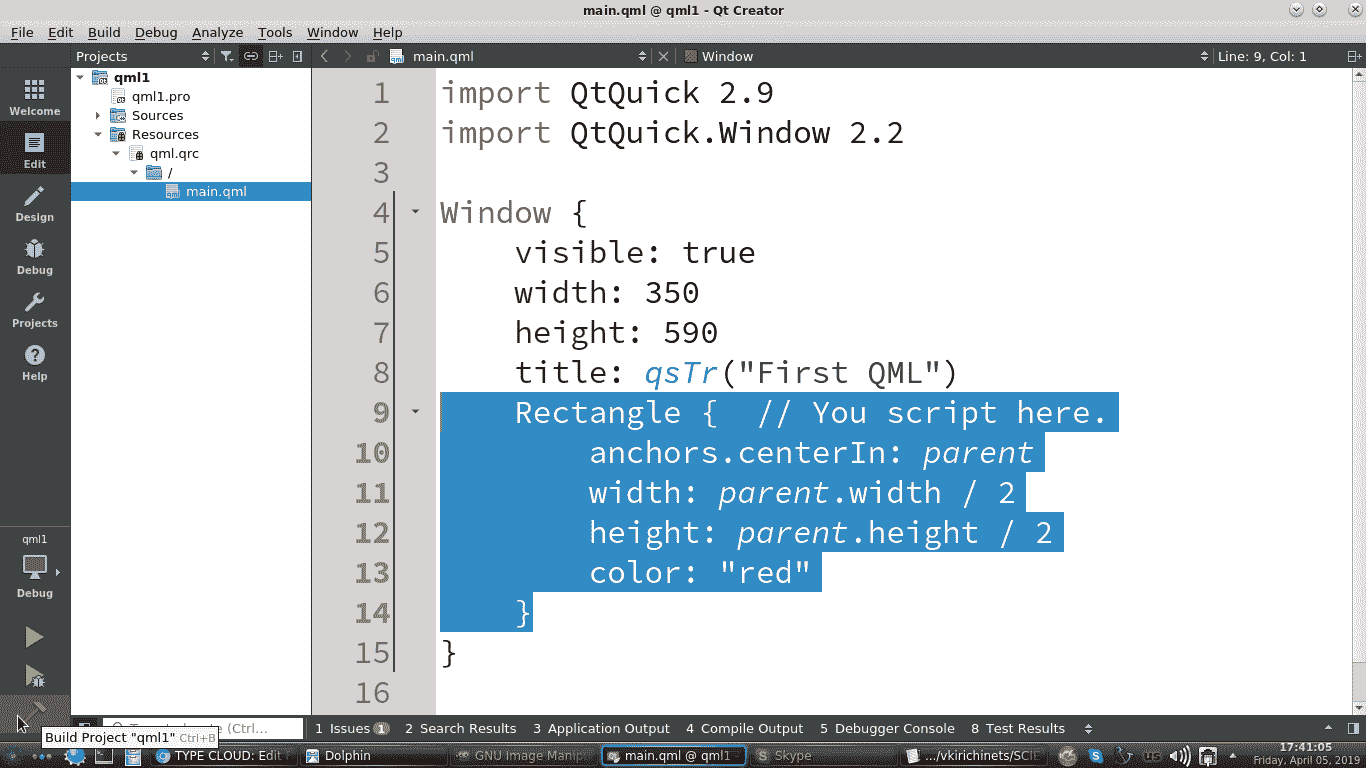 main.qml @ qml1 - Qt Creator
File Edit Build Debug Analyze Tools Window Help
Projects main.qml Window Line: 9, Col: 1
Welcome
Edit
Design
Debug
Projects
Help
qml1
Debug
qml1
qml1.pro
Sources
Resources
qml.qrc
/
main.qml
1 import QtQuick 2.9
2 import QtQuick.Window 2.2
3
4 Window {
5 visible: true
6 width: 350
7 height: 590
8 title: qsTr("First QML")
9 Rectangle { // You script here.
10 anchors.centerIn: parent
11 width: parent.width / 2
12 height: parent.height / 2
13 color: "red"
14 }
15 }
16
(Ctrl...
1 Issues 1 2 Search Results 3 Application Output 4 Compile Output 5 Debugger Console 8 Test Results
Build Project "qml1" Ctrl+B
TYPE CLOUD: Edit Dolphin GNU Image Manip main.qml @ qml1 Skype .../vkirichinets/SCIE us 17:41:05
Friday, April 05, 2019